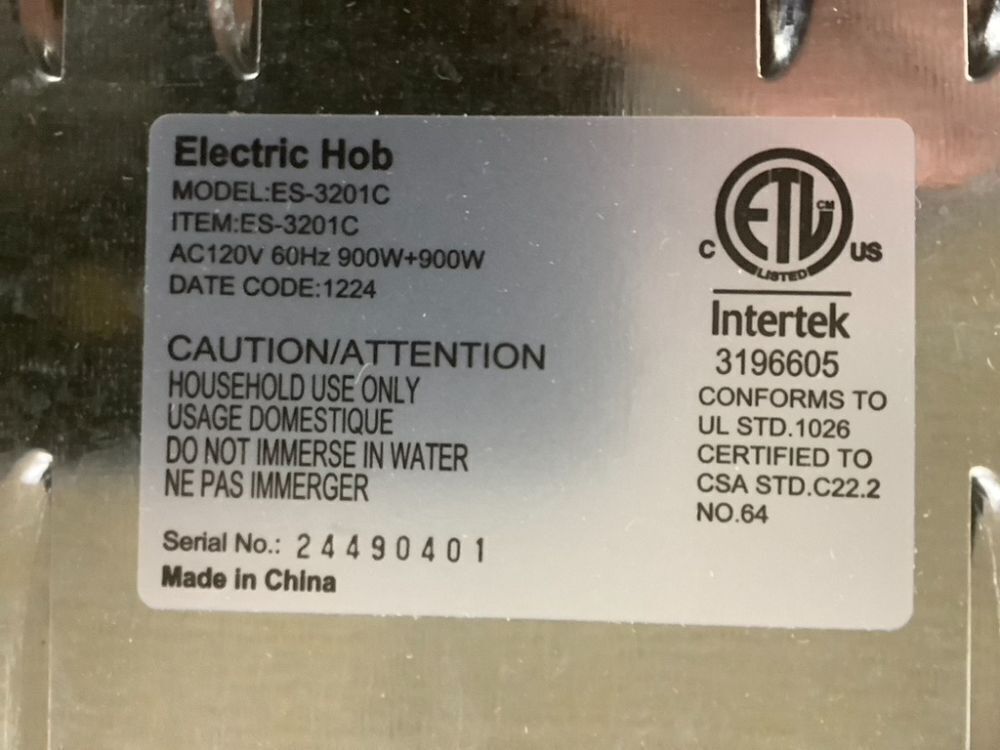 Electric Hob
MODEL:ES-3201C
ITEM:ES-3201C
AC120V 60Hz 900W+900W
DATE CODE:1224
CAUTION/ATTENTION
HOUSEHOLD USE ONLY
USAGE DOMESTIQUE
DO NOT IMMERSE IN WATER
NE PAS IMMERGER
Serial No.: 24490401
Made in China
ETL CM
C US
LISTED
Intertek
3196605
CONFORMS TO
UL STD.1026
CERTIFIED TO
CSA STD.C22.2
NO.64